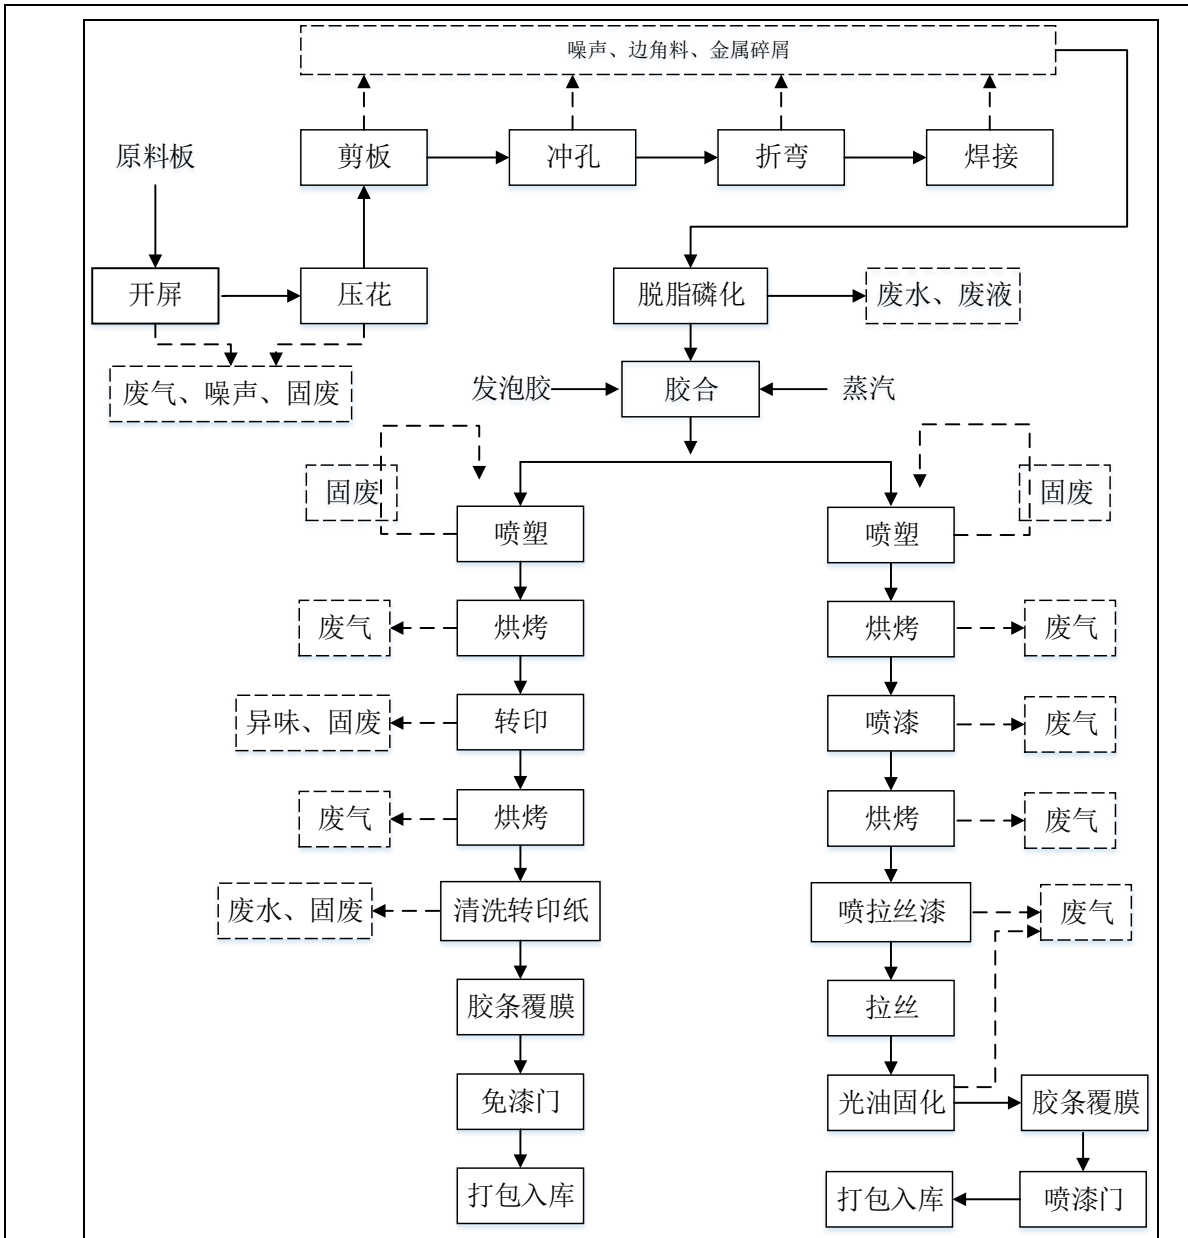 噪声、边角料、金属碎屑
原料板
剪板
冲孔
折弯
焊接
开屏
压花
脱脂磷化
废水、废液
废气、噪声、固废
发泡胶
胶合
蒸汽
固废
固废
喷塑
喷塑
废气
烘烤
烘烤
废气
异味、固废
转印
喷漆
废气
废气
烘烤
烘烤
废气
废水、固废
清洗转印纸
喷拉丝漆
废气
胶条覆膜
拉丝
免漆门
光油固化
胶条覆膜
打包入库
打包入库
喷漆门